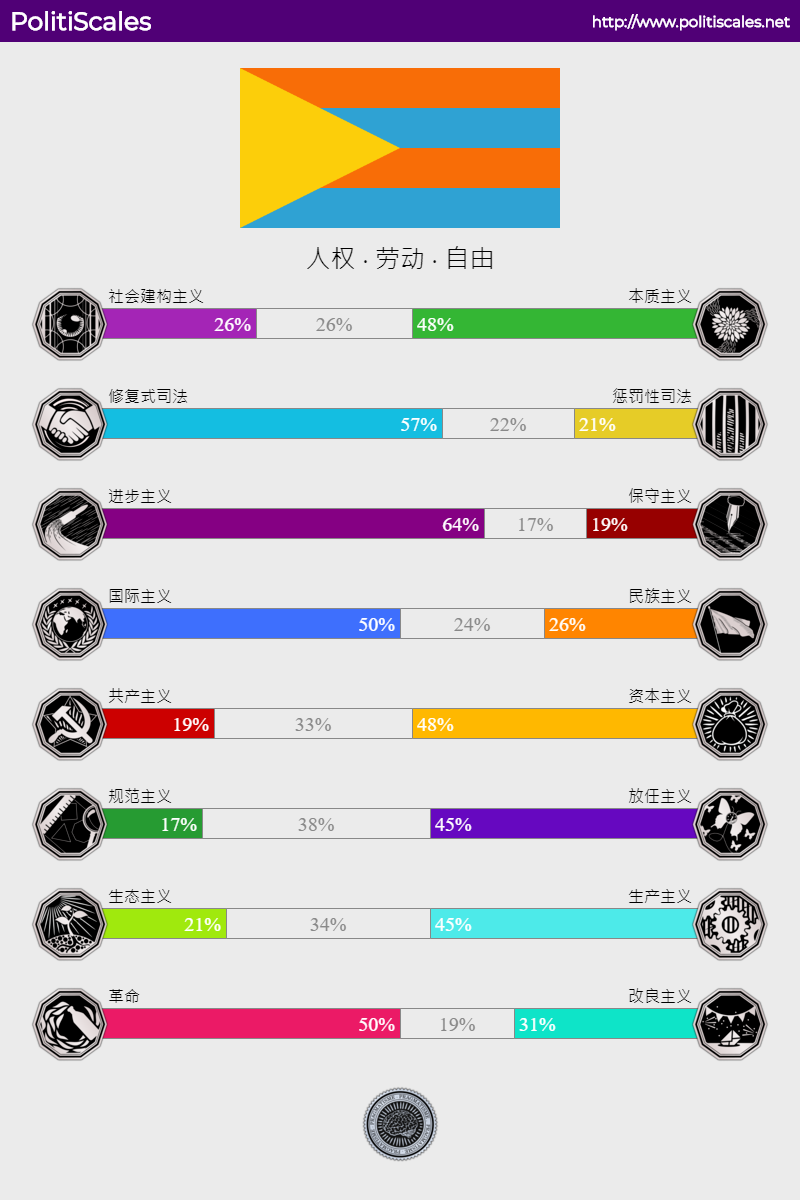 PolitiScales http://www.politiscales.net
人权 · 劳动 · 自由
社会建构主义 本质主义
26% 26% 48%
修复式司法 惩罚性司法
57% 22% 21%
进步主义 保守主义
64% 17% 19%
国际主义 民族主义
50% 24% 26%
共产主义 资本主义
19% 33% 48%
规范主义 放任主义
17% 38% 45%
生态主义 生产主义
21% 34% 45%
革命 改良主义
50% 19% 31%